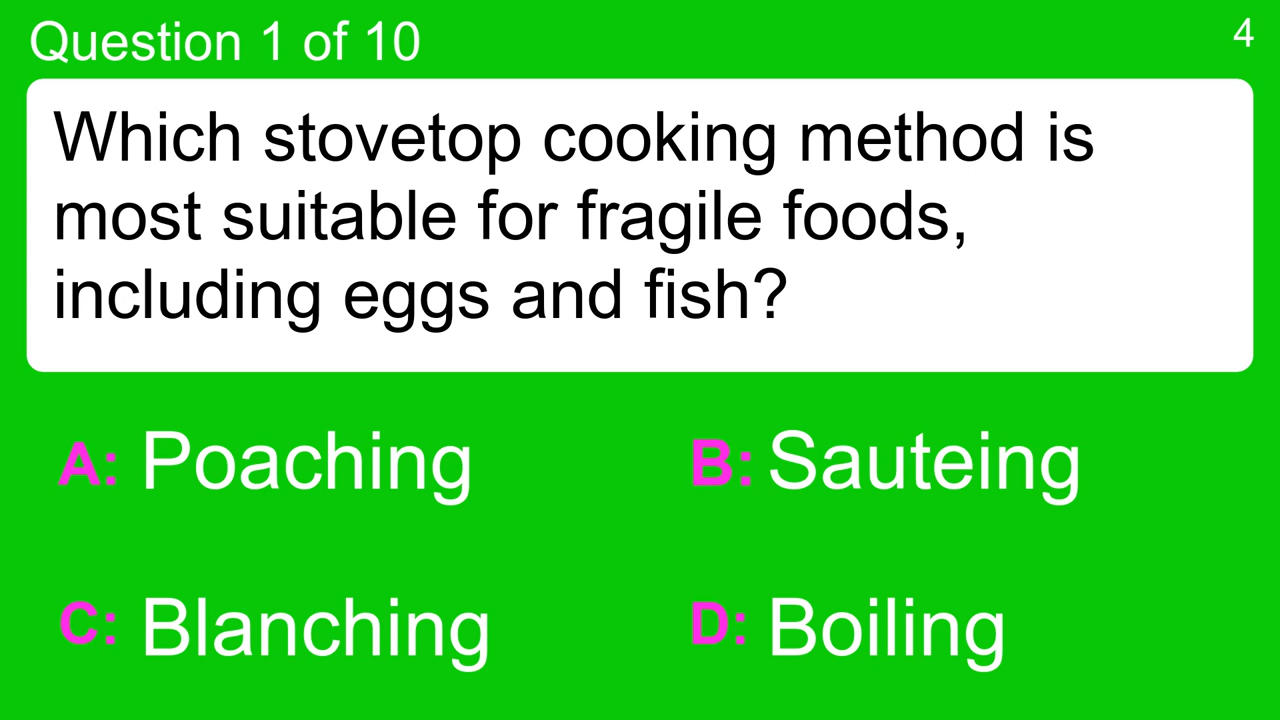 Question 1 of 10
4
Which stovetop cooking method is
most suitable for fragile foods,
including eggs and fish?
A: Poaching
B: Sauteing
C: Blanching
D: Boiling